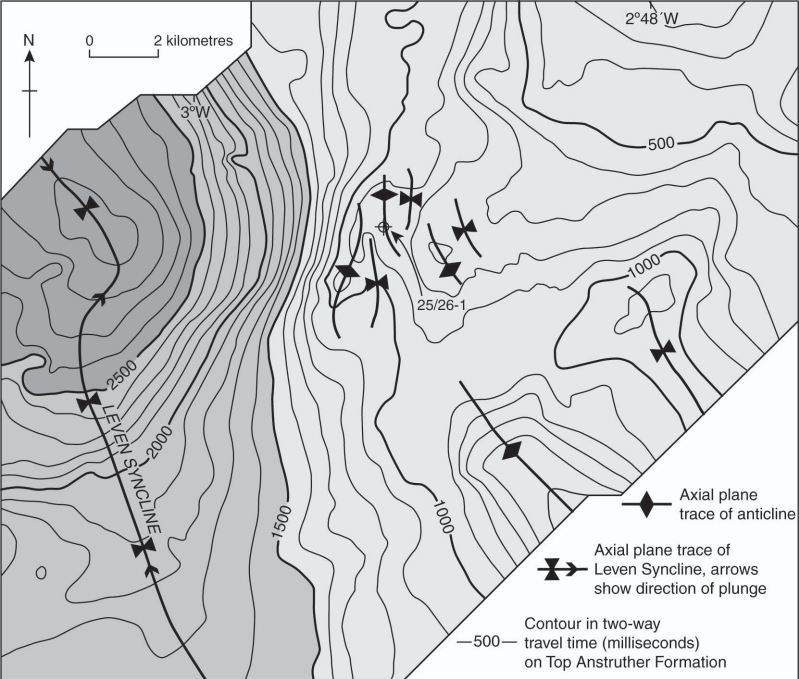 N
0 2 kilometres
2°48´W
3°W
500
1000
25/26-1
2500
LEVEN SYNCLINE
2000
1500
1000
Axial plane
trace of anticline
Axial plane trace of
Leven Syncline, arrows
show direction of plunge
500
Contour in two-way
travel time (milliseconds)
on Top Anstruther Formation